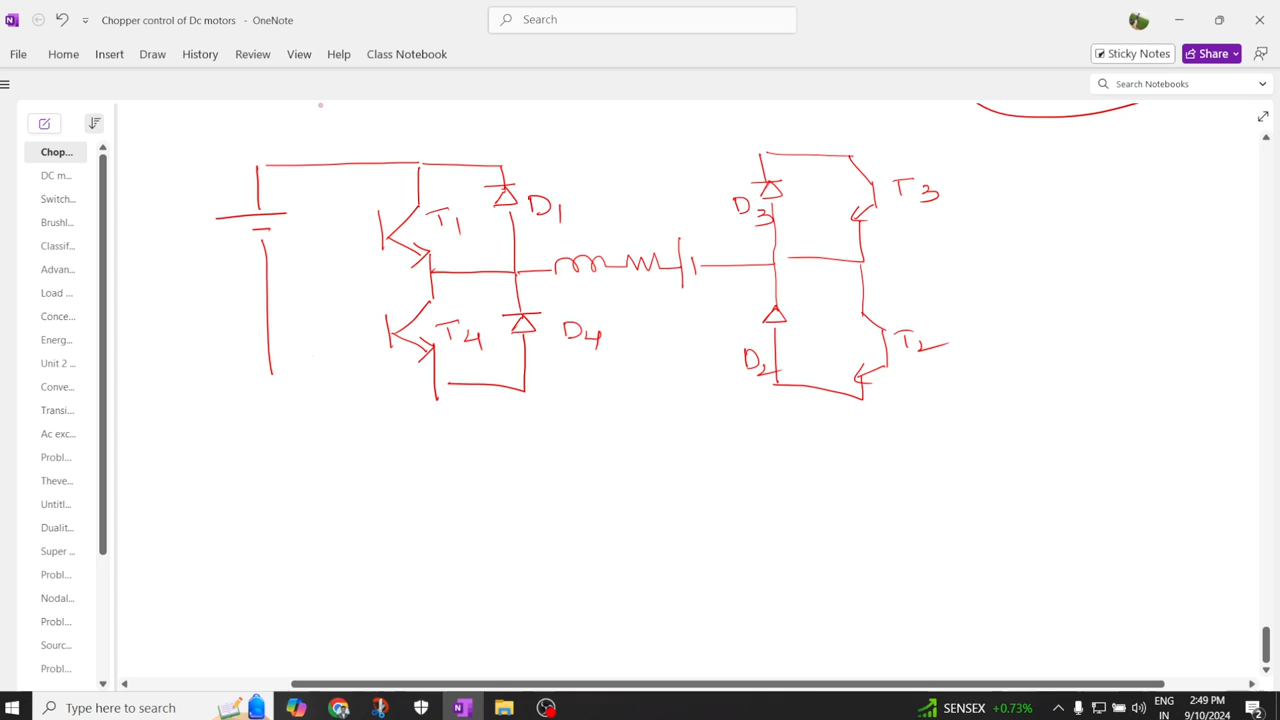 Chopper control of Dc motors - OneNote
Search
File Home Insert Draw History Review View Help Class Notebook
Sticky Notes
Share
Search Notebooks
Chop...
DC m...
Switch...
Brushl...
Classif...
Advan...
Load ...
Conce...
Energ...
Unit 2 ...
Conve...
Transi...
Ac exc...
Probl...
Theve...
Untitl...
Dualit...
Super ...
Probl...
Nodal...
Probl...
Sourc...
Probl...
T1
D1
D3
T3
T4
D4
D2
T2
Type here to search
SENSEX +0.73%
ENG
IN
2:49 PM
9/10/2024
2